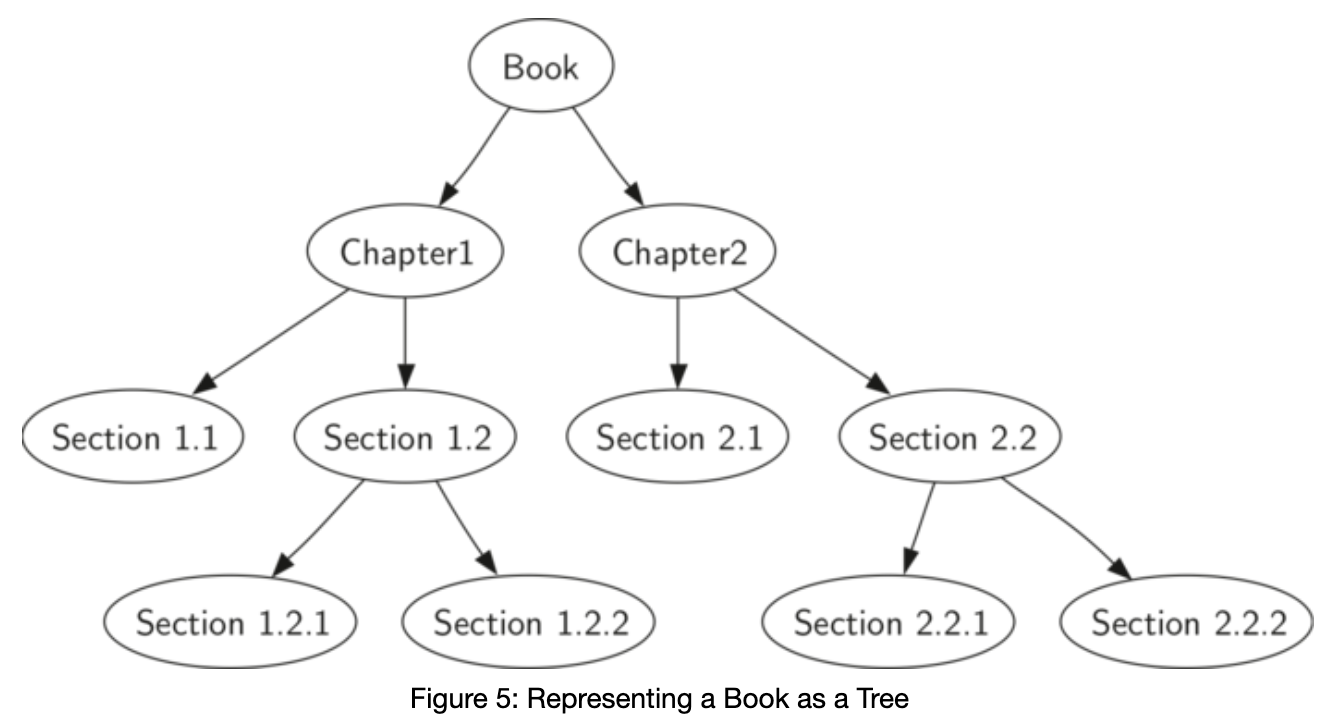 Book
Chapter1
Chapter2
Section 1.1
Section 1.2
Section 2.1
Section 2.2
Section 1.2.1
Section 1.2.2
Section 2.2.1
Section 2.2.2
Figure 5: Representing a Book as a Tree